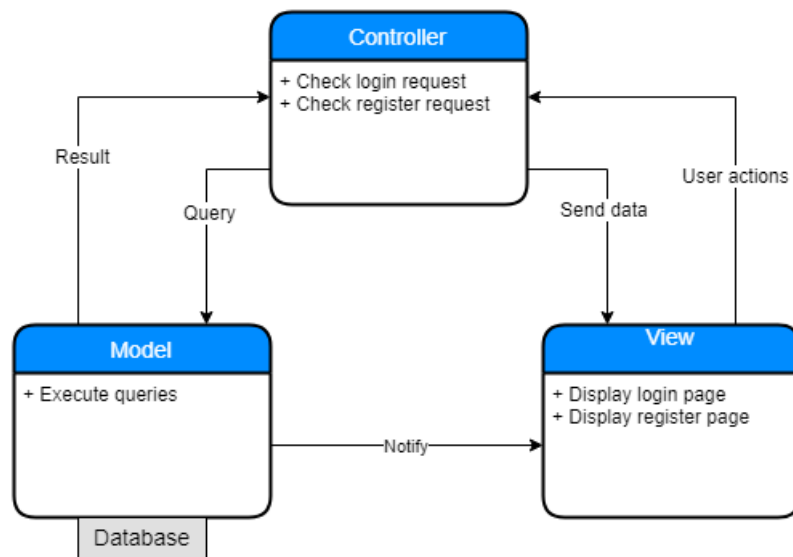 Controller
+ Check login request
+ Check register request
Result
User actions
Query
Send data
Model
View
+ Execute queries
+ Display login page
+ Display register page
Notify
Database